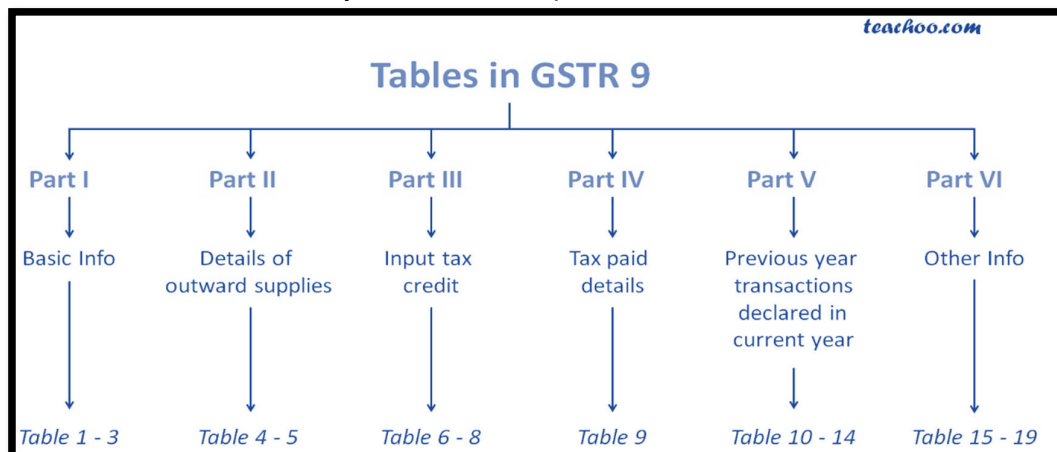 teachoo.com
Tables in GSTR 9
Part I
Part II
Part III
Part IV
Part V
Part VI
Basic Info
Details of
outward supplies
Input tax
credit
Tax paid
details
Previous year
transactions
declared in
current year
Other Info
Table 1 - 3
Table 4 - 5
Table 6 - 8
Table 9
Table 10 - 14
Table 15 - 19